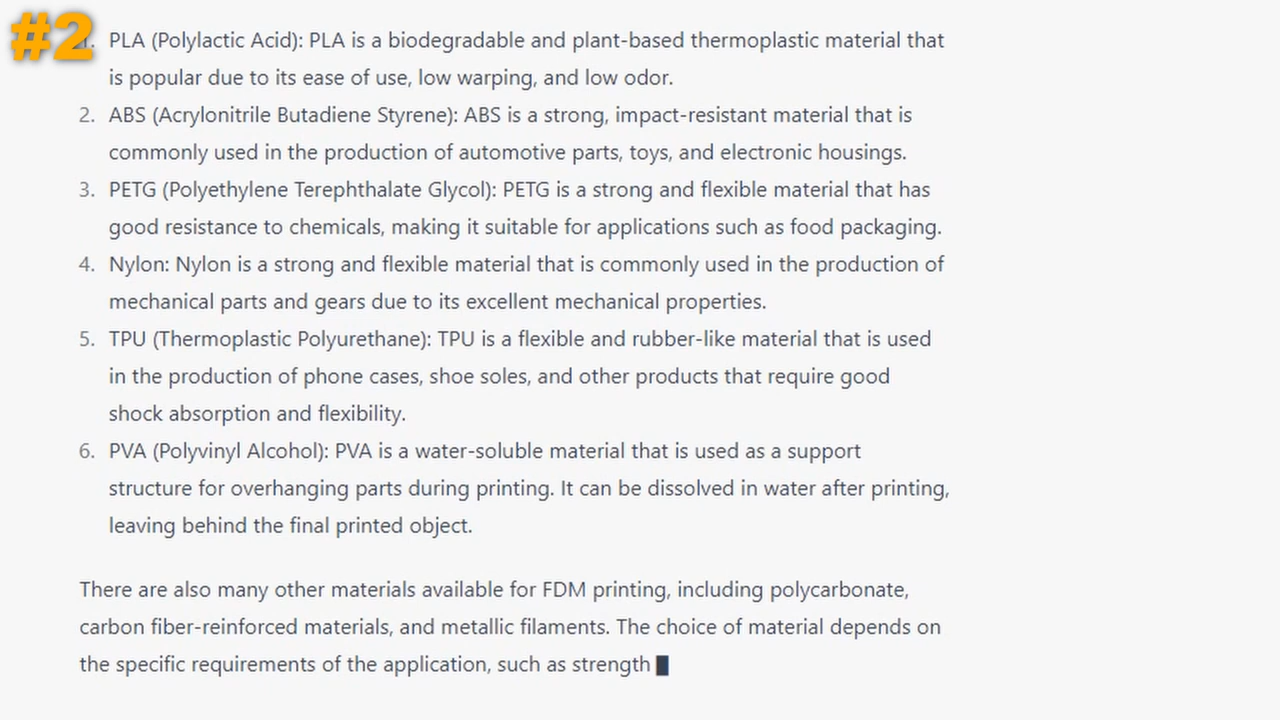 #2
1. PLA (Polylactic Acid): PLA is a biodegradable and plant-based thermoplastic material that
is popular due to its ease of use, low warping, and low odor.
2. ABS (Acrylonitrile Butadiene Styrene): ABS is a strong, impact-resistant material that is
commonly used in the production of automotive parts, toys, and electronic housings.
3. PETG (Polyethylene Terephthalate Glycol): PETG is a strong and flexible material that has
good resistance to chemicals, making it suitable for applications such as food packaging.
4. Nylon: Nylon is a strong and flexible material that is commonly used in the production of
mechanical parts and gears due to its excellent mechanical properties.
5. TPU (Thermoplastic Polyurethane): TPU is a flexible and rubber-like material that is used
in the production of phone cases, shoe soles, and other products that require good
shock absorption and flexibility.
6. PVA (Polyvinyl Alcohol): PVA is a water-soluble material that is used as a support
structure for overhanging parts during printing. It can be dissolved in water after printing,
leaving behind the final printed object.
There are also many other materials available for FDM printing, including polycarbonate,
carbon fiber-reinforced materials, and metallic filaments. The choice of material depends on
the specific requirements of the application, such as strength